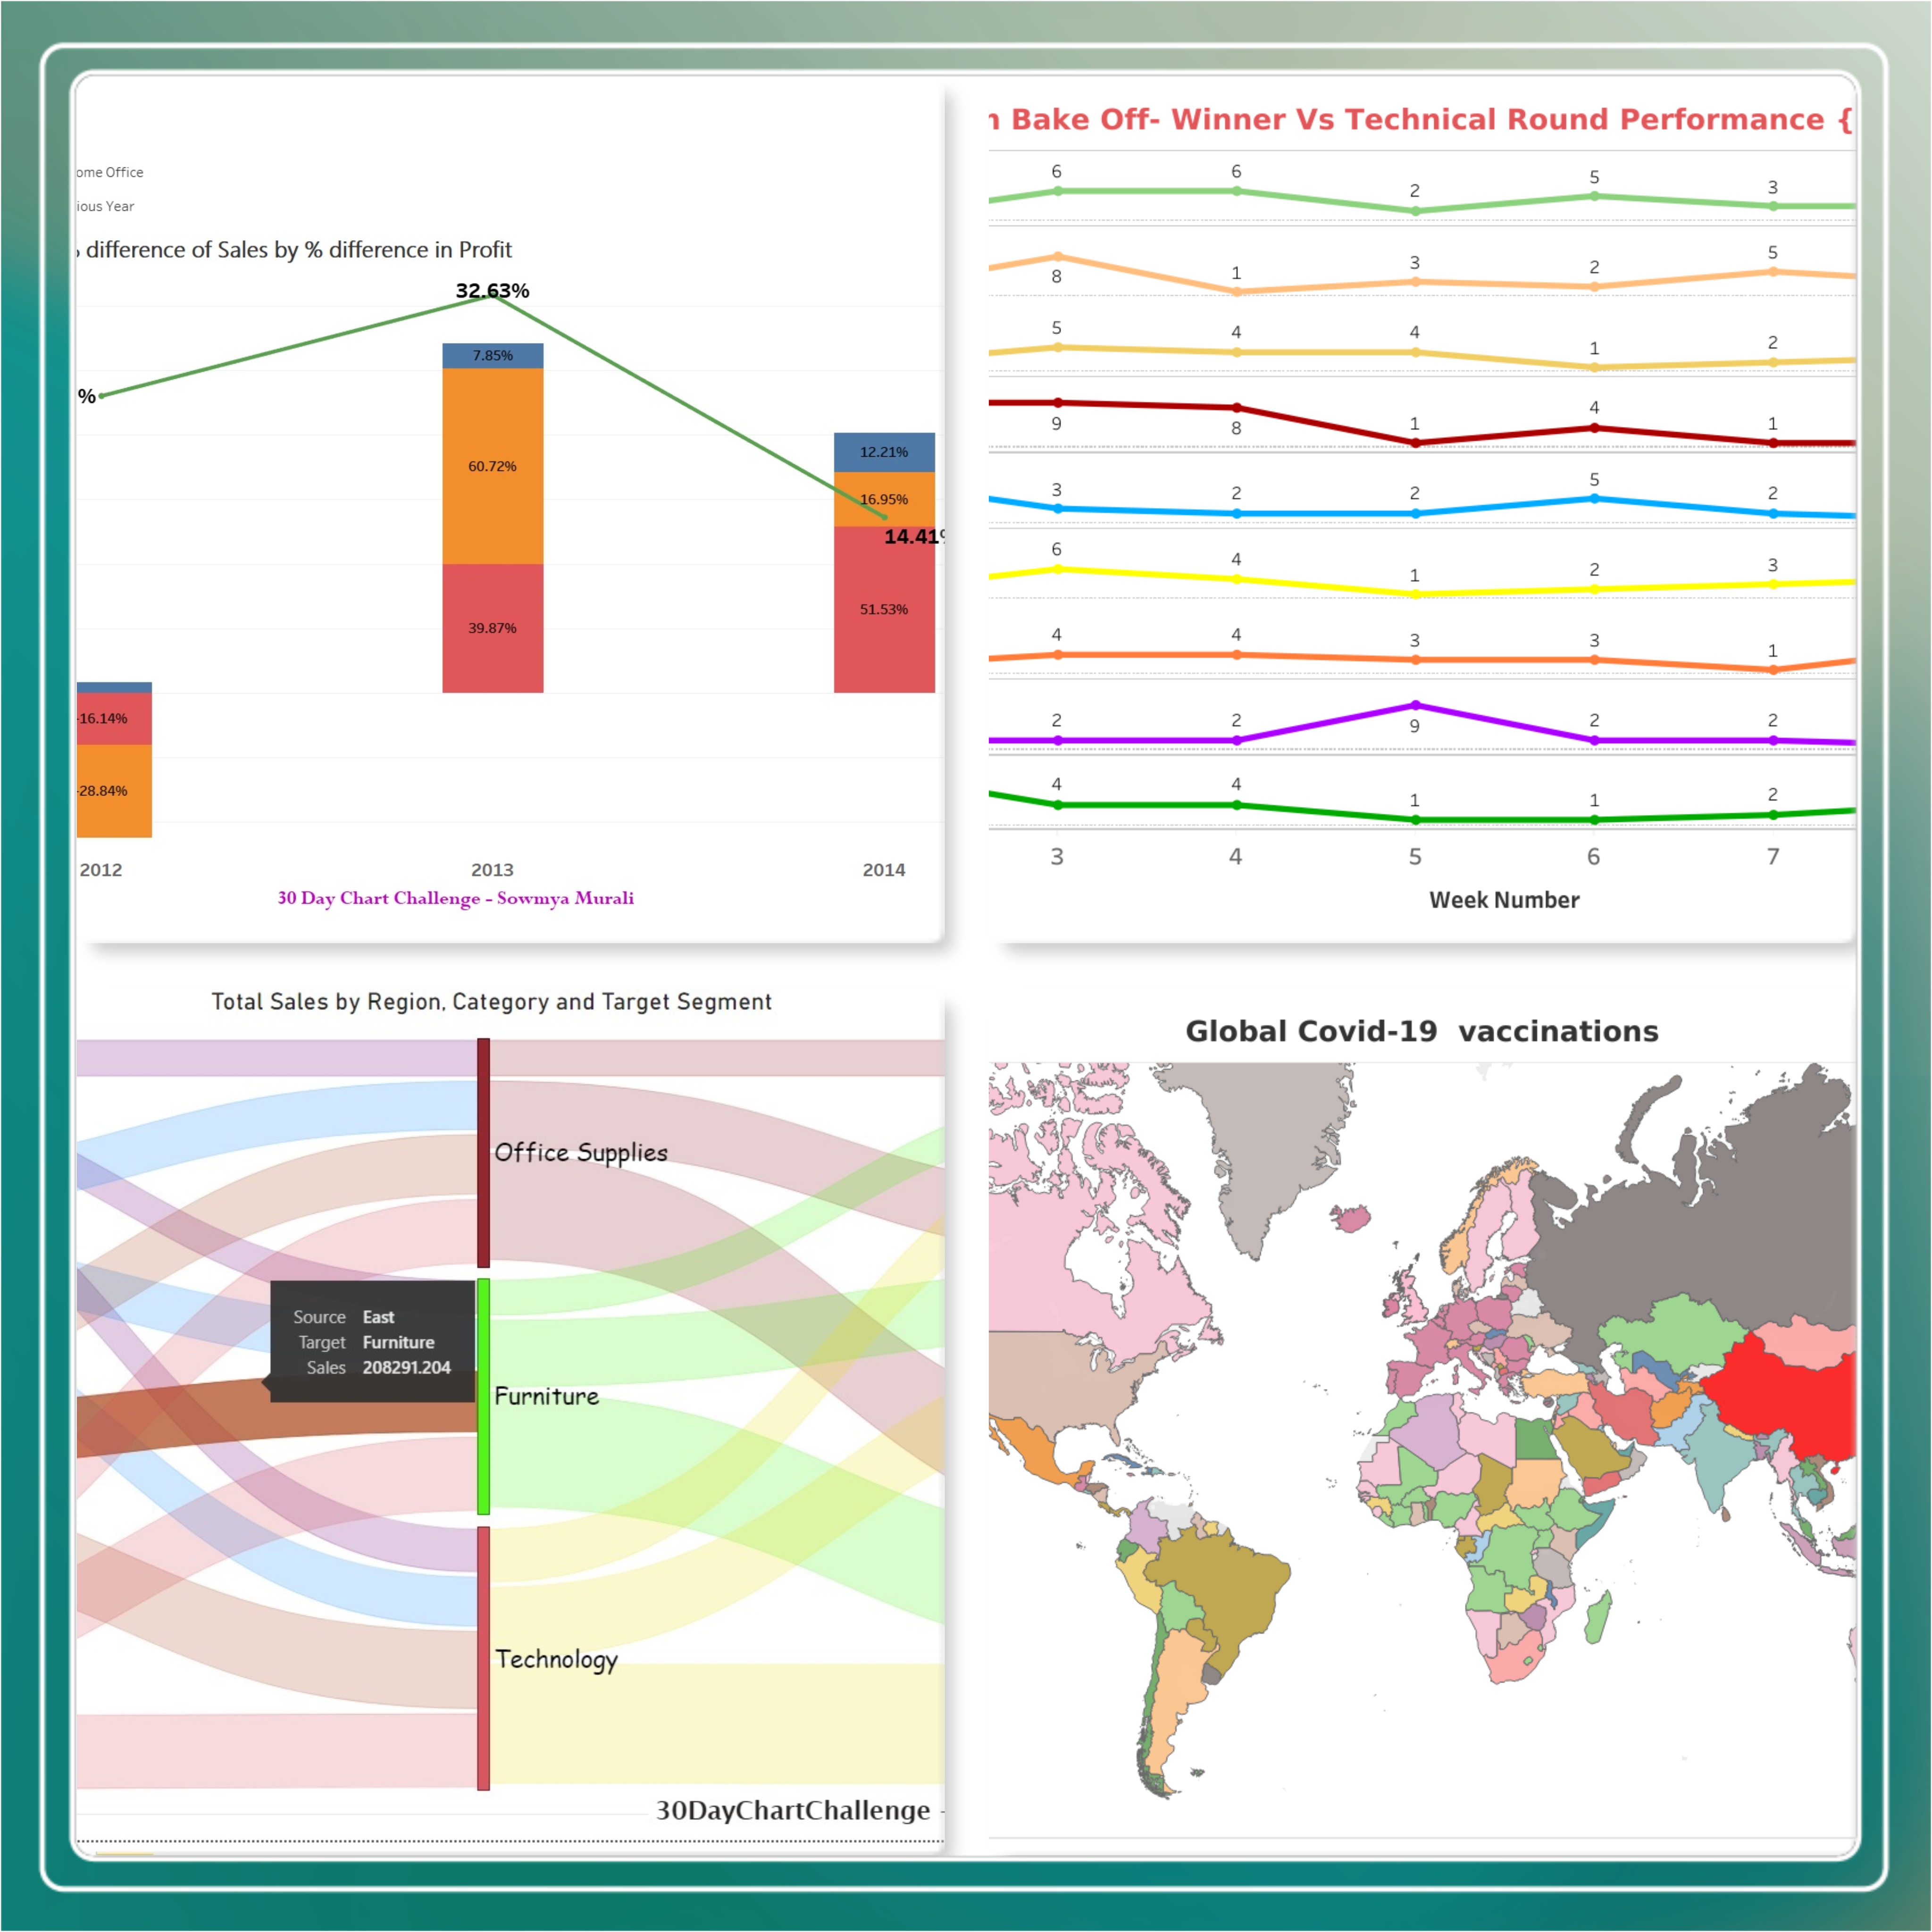 ome Office
ious Year
difference of Sales by % difference in Profit
32.63%
%
7.85%
60.72%
39.87%
12.21%
16.95%
14.41
51.53%
-16.14%
-28.84%
2012 2013 2014
30 Day Chart Challenge - Sowmya Murali
n Bake Off- Winner Vs Technical Round Performance {
6 6 2 5 3
8 1 3 2 5
5 4 4 1 2
9 8 1 4 1
3 2 2 5 2
6 4 1 2 3
4 4 3 3 1
2 2 9 2 2
4 4 1 1 2
3 4 5 6 7
Week Number
Total Sales by Region, Category and Target Segment
Office Supplies
Source East
Target Furniture
Sales 208291.204
Furniture
Technology
30DayChartChallenge -
Global Covid-19 vaccinations